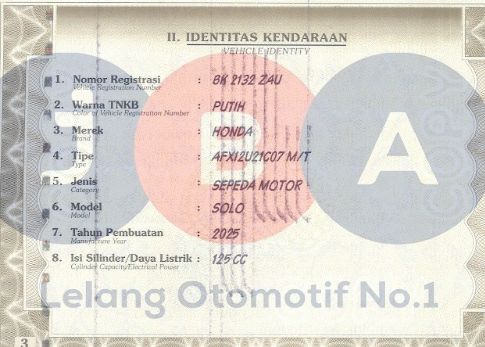 II. IDENTITAS KENDARAAN
VEHICLE IDENTITY
1. Nomor Registrasi : BK 2132 ZAU
Vehicle Registration Number
2. Warna TNKB : PUTIH
Color of Vehicle Registration Number
3. Merek : HONDA
Brand
4. Tipe : AFX12U21C07 M/T
Type
5. Jenis : SEPEDA MOTOR
Category
6. Model : SOLO
Model
7. Tahun Pembuatan : 2025
Manufacture Year
8. Isi Silinder/Daya Listrik : 125 CC
Cylinder Capacity/Electrical Power
I B A
Lelang Otomotif No.1
3